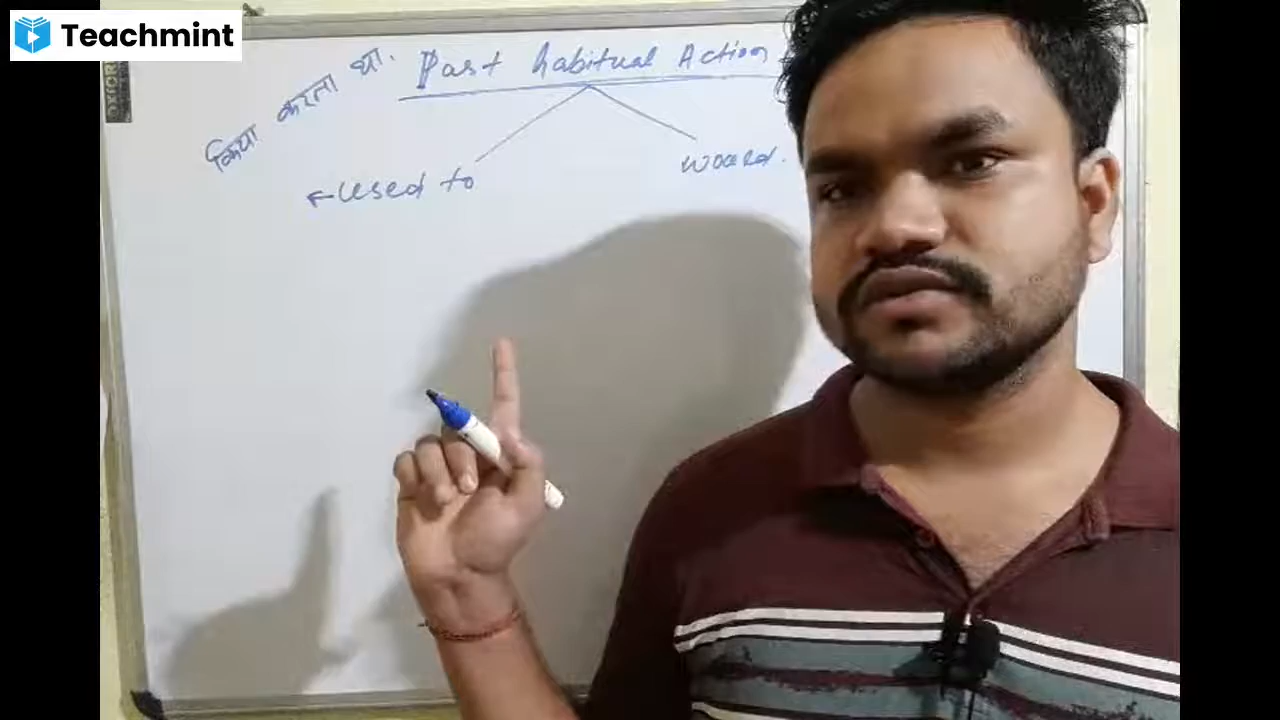 Teachmint
किया करता था. Past habitual Action
←Used to
would.